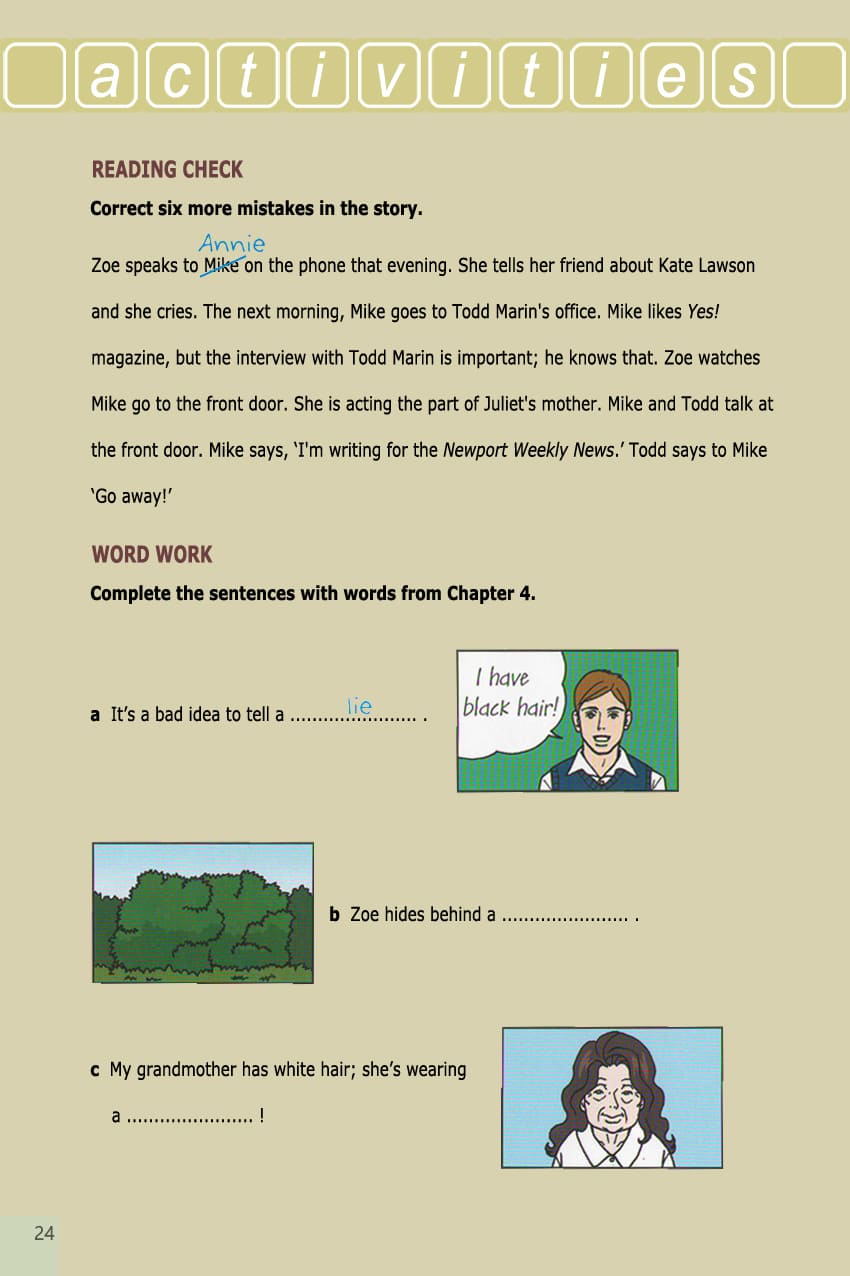 activities
READING CHECK
Correct six more mistakes in the story.
Annie
Zoe speaks to Mike on the phone that evening. She tells her friend about Kate Lawson
and she cries. The next morning, Mike goes to Todd Marin's office. Mike likes Yes!
magazine, but the interview with Todd Marin is important; he knows that. Zoe watches
Mike go to the front door. She is acting the part of Juliet's mother. Mike and Todd talk at
the front door. Mike says, ‘I'm writing for the Newport Weekly News.’ Todd says to Mike
‘Go away!’
WORD WORK
Complete the sentences with words from Chapter 4.
I have
black hair!
a It’s a bad idea to tell a .......lie....... .
b Zoe hides behind a ....................... .
c My grandmother has white hair; she’s wearing
a ....................... !
24